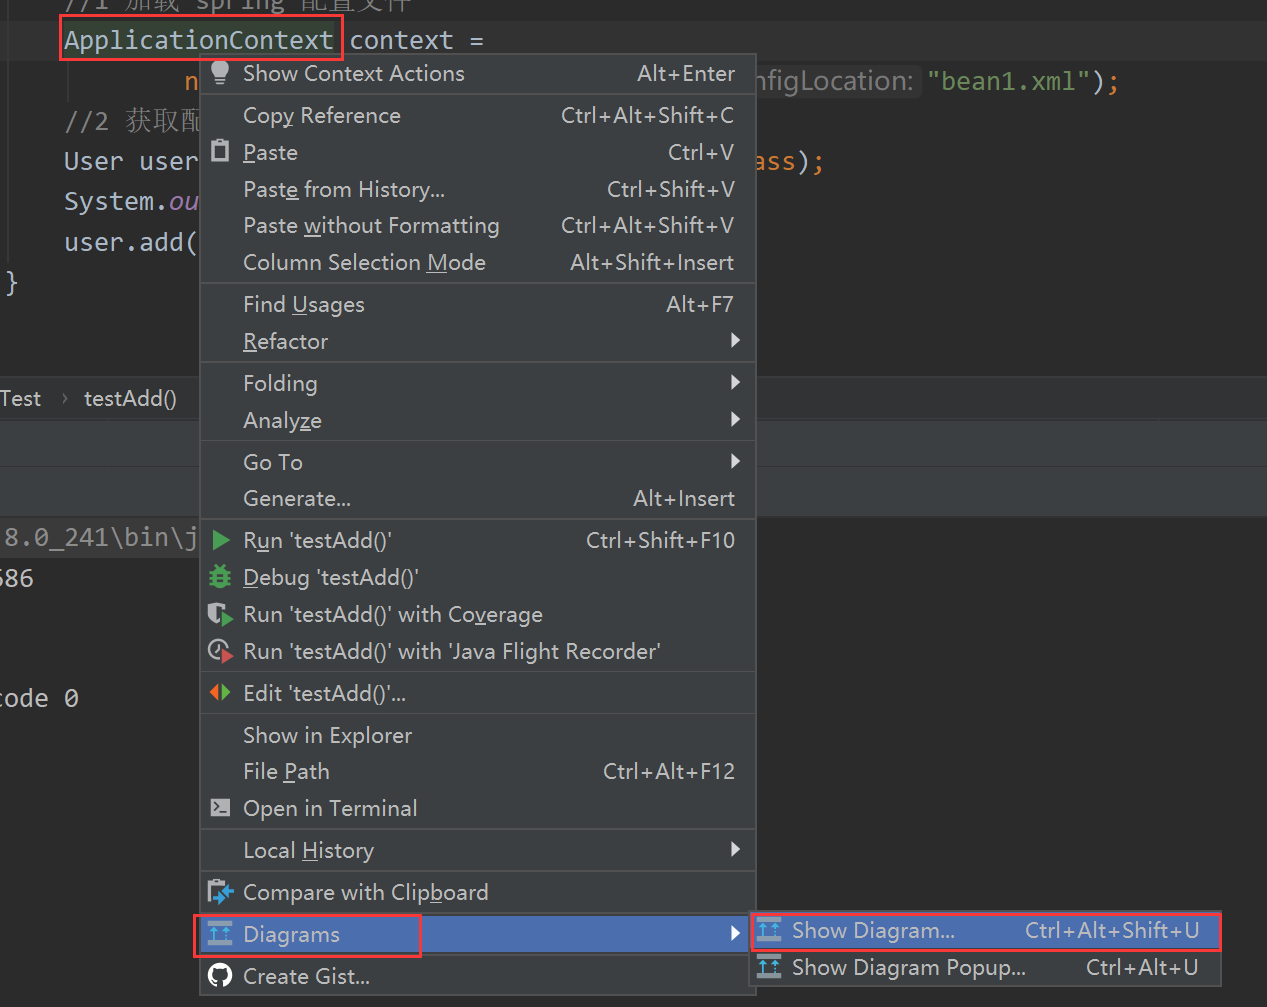 //1 加载 spring 配置文件
ApplicationContext context =
n
nfigLocation: "bean1.xml");
//2 获取配
User user
ass);
System.ou
user.add(
}
Test › testAdd()
8.0_241\bin\j
586
code 0
Show Context Actions Alt+Enter
Copy Reference Ctrl+Alt+Shift+C
Paste Ctrl+V
Paste from History... Ctrl+Shift+V
Paste without Formatting Ctrl+Alt+Shift+V
Column Selection Mode Alt+Shift+Insert
Find Usages Alt+F7
Refactor
Folding
Analyze
Go To
Generate... Alt+Insert
Run 'testAdd()' Ctrl+Shift+F10
Debug 'testAdd()'
Run 'testAdd()' with Coverage
Run 'testAdd()' with 'Java Flight Recorder'
Edit 'testAdd()'...
Show in Explorer
File Path Ctrl+Alt+F12
Open in Terminal
Local History
Compare with Clipboard
Diagrams
Create Gist...
Show Diagram... Ctrl+Alt+Shift+U
Show Diagram Popup... Ctrl+Alt+U